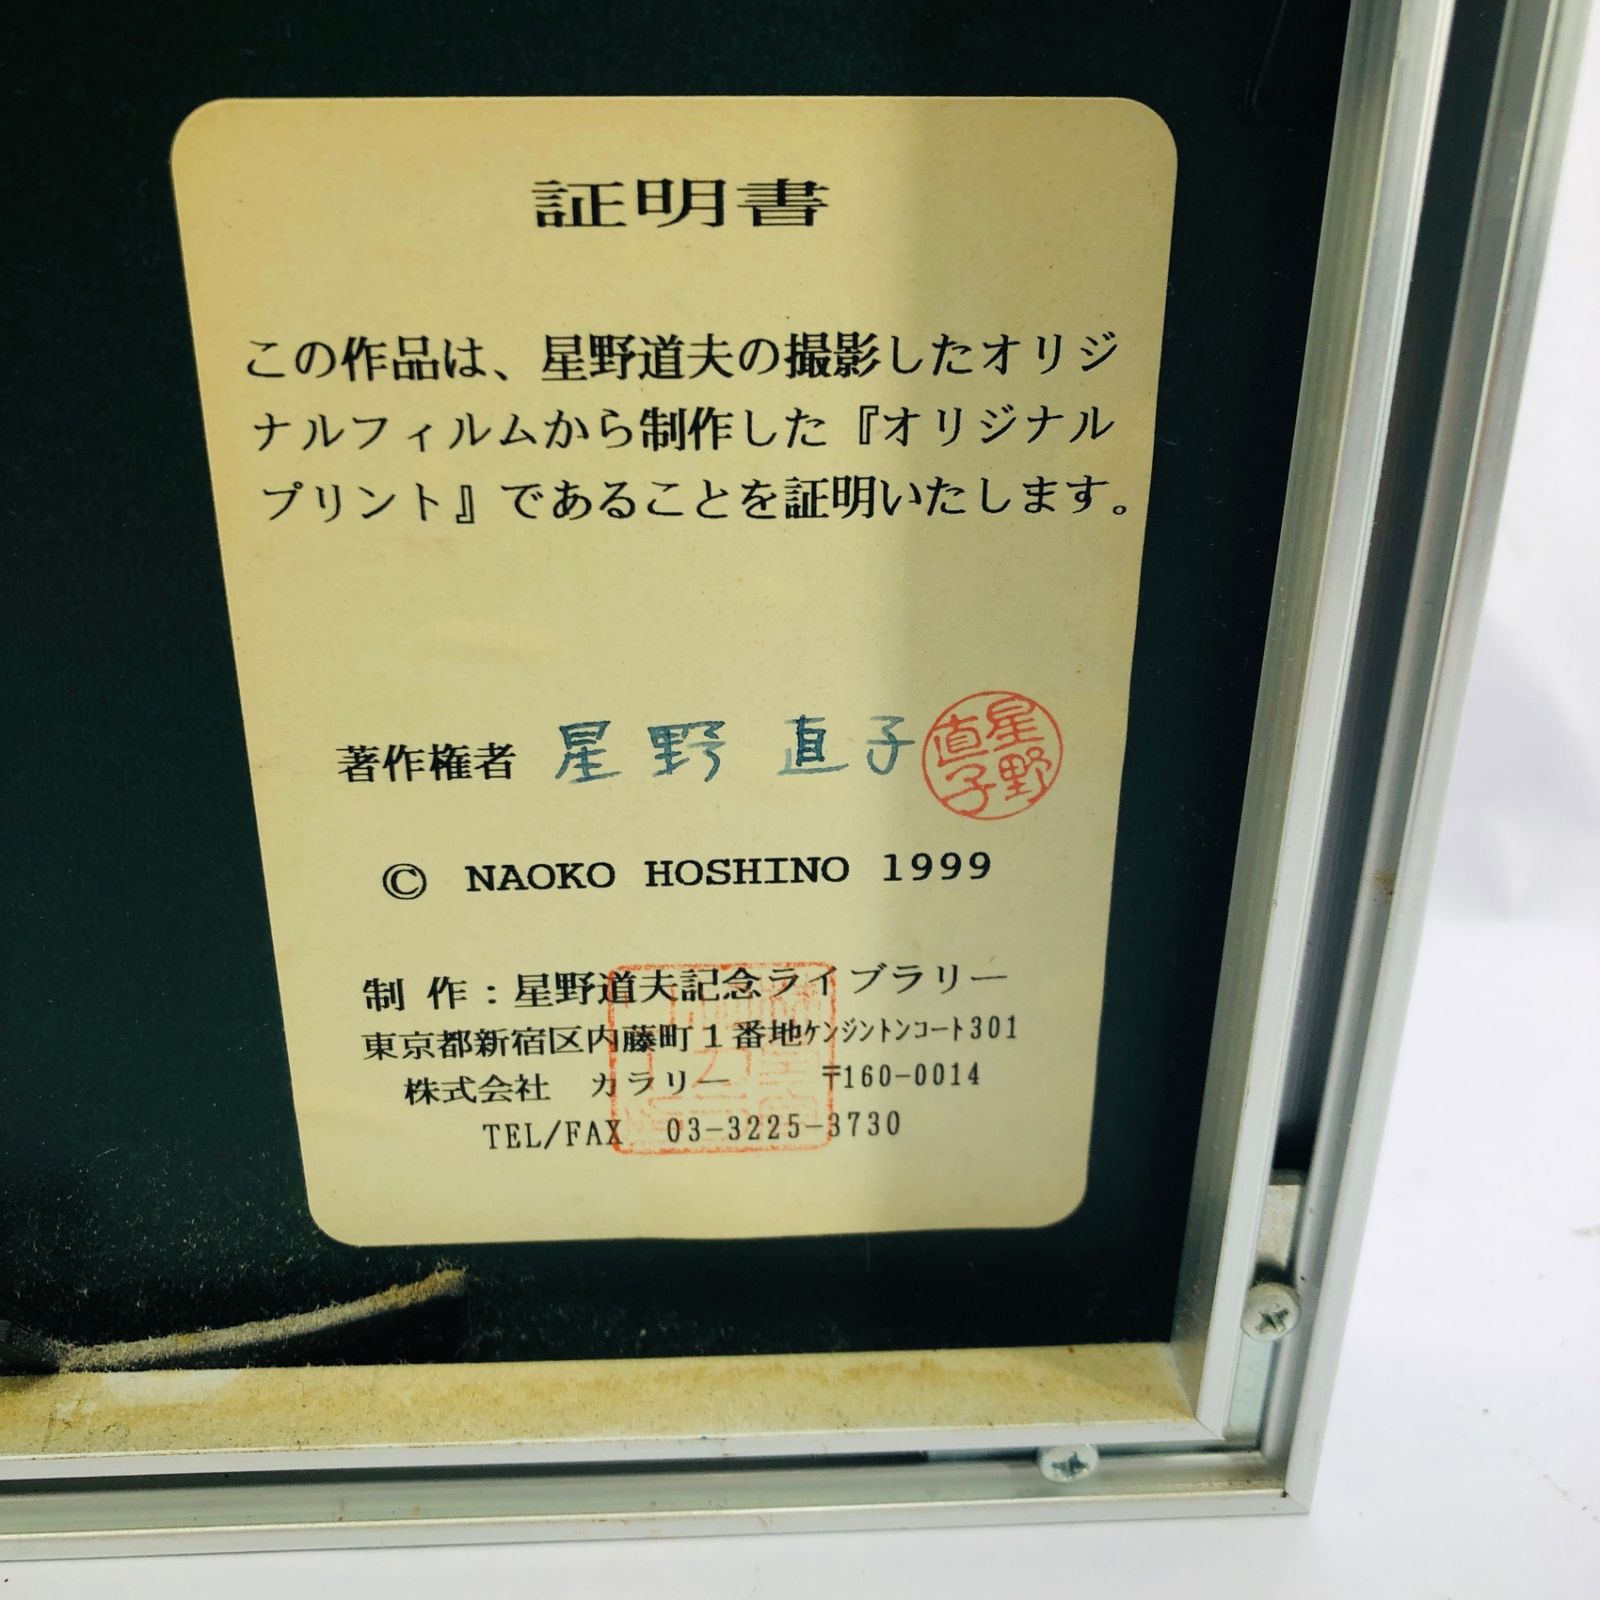 証明書
この作品は、星野道夫の撮影したオリジ
ナルフィルムから制作した『オリジナル
プリント』であることを証明いたします。
著作権者 星野 直子
星野直子
© NAOKO HOSHINO 1999
制 作：星野道夫記念ライブラリー
東京都新宿区内藤町１番地ケンジントンコート301
株式会社 カラリー 〒160-0014
TEL/FAX 03-3225-3730